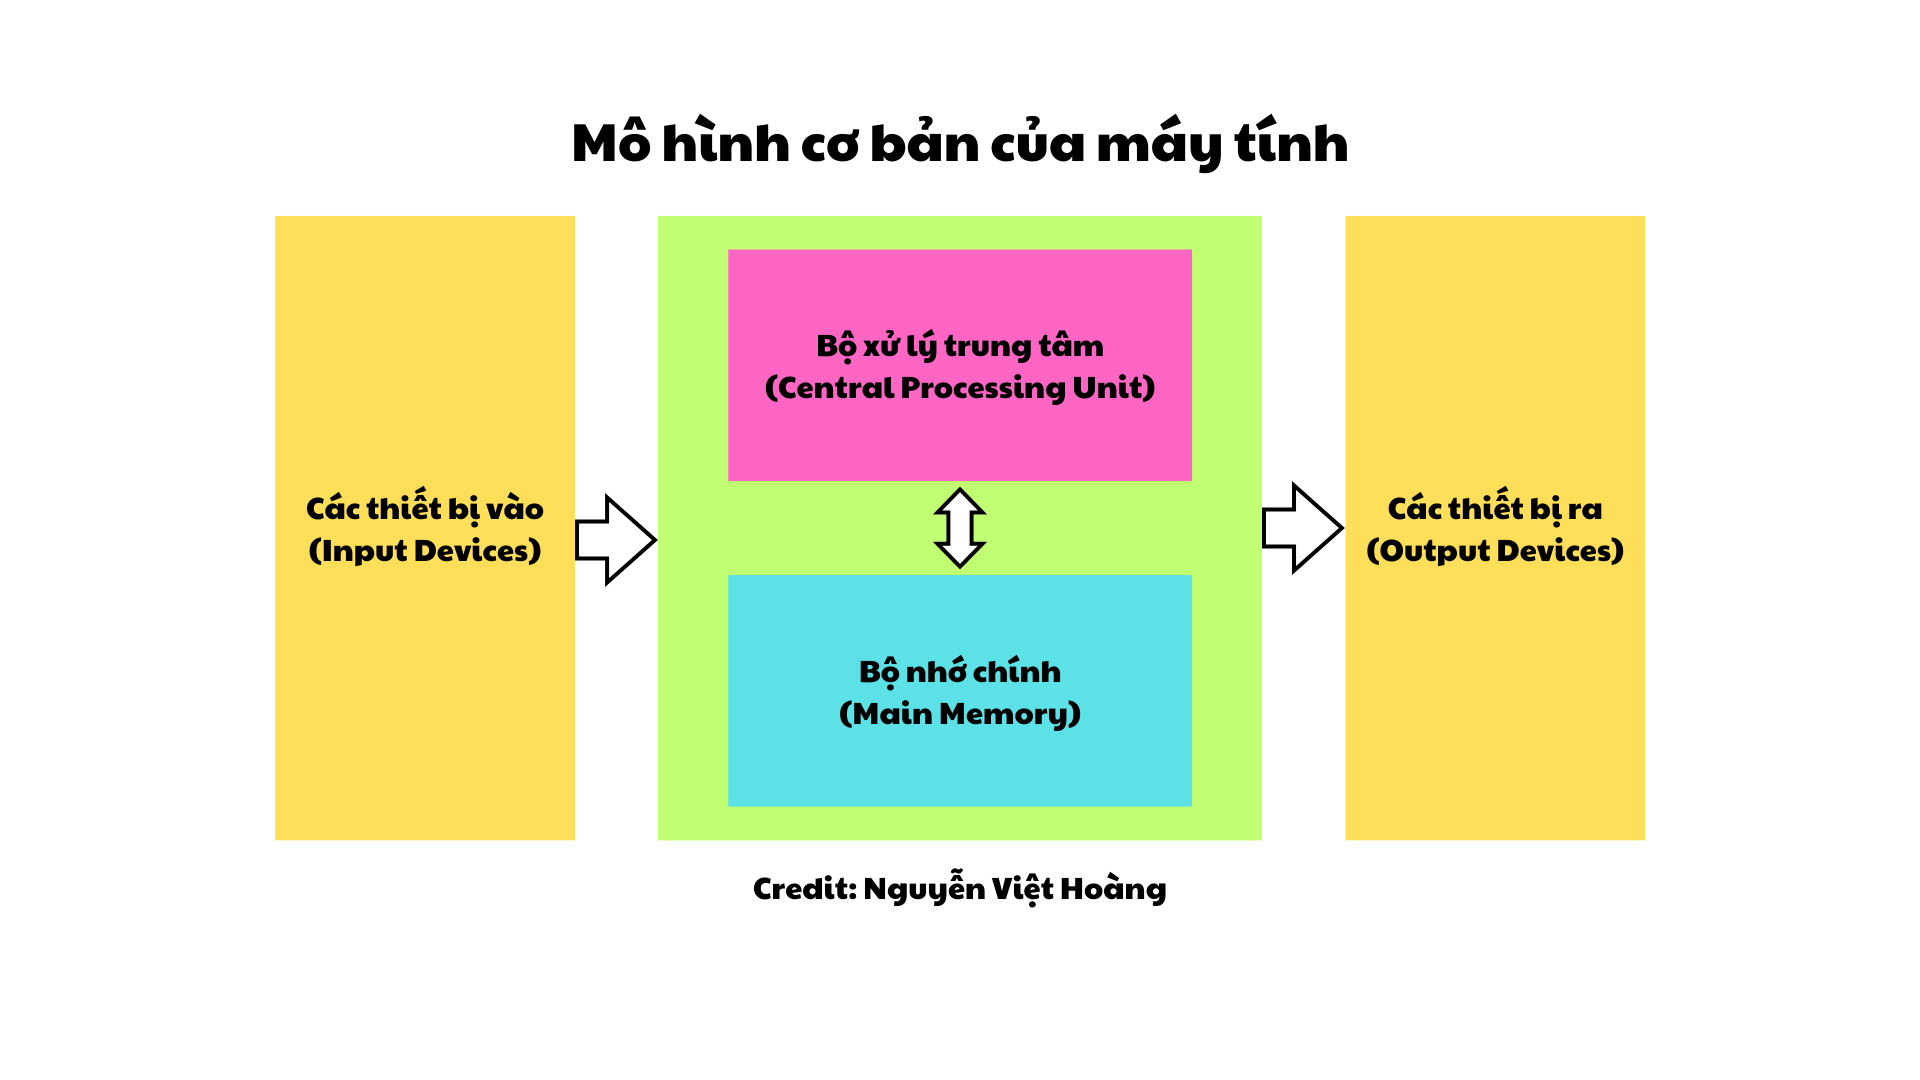 Mô hình cơ bản của máy tính
Các thiết bị vào
(Input Devices)
Bộ xử lý trung tâm
(Central Processing Unit)
Bộ nhớ chính
(Main Memory)
Các thiết bị ra
(Output Devices)
Credit: Nguyễn Việt Hoàng